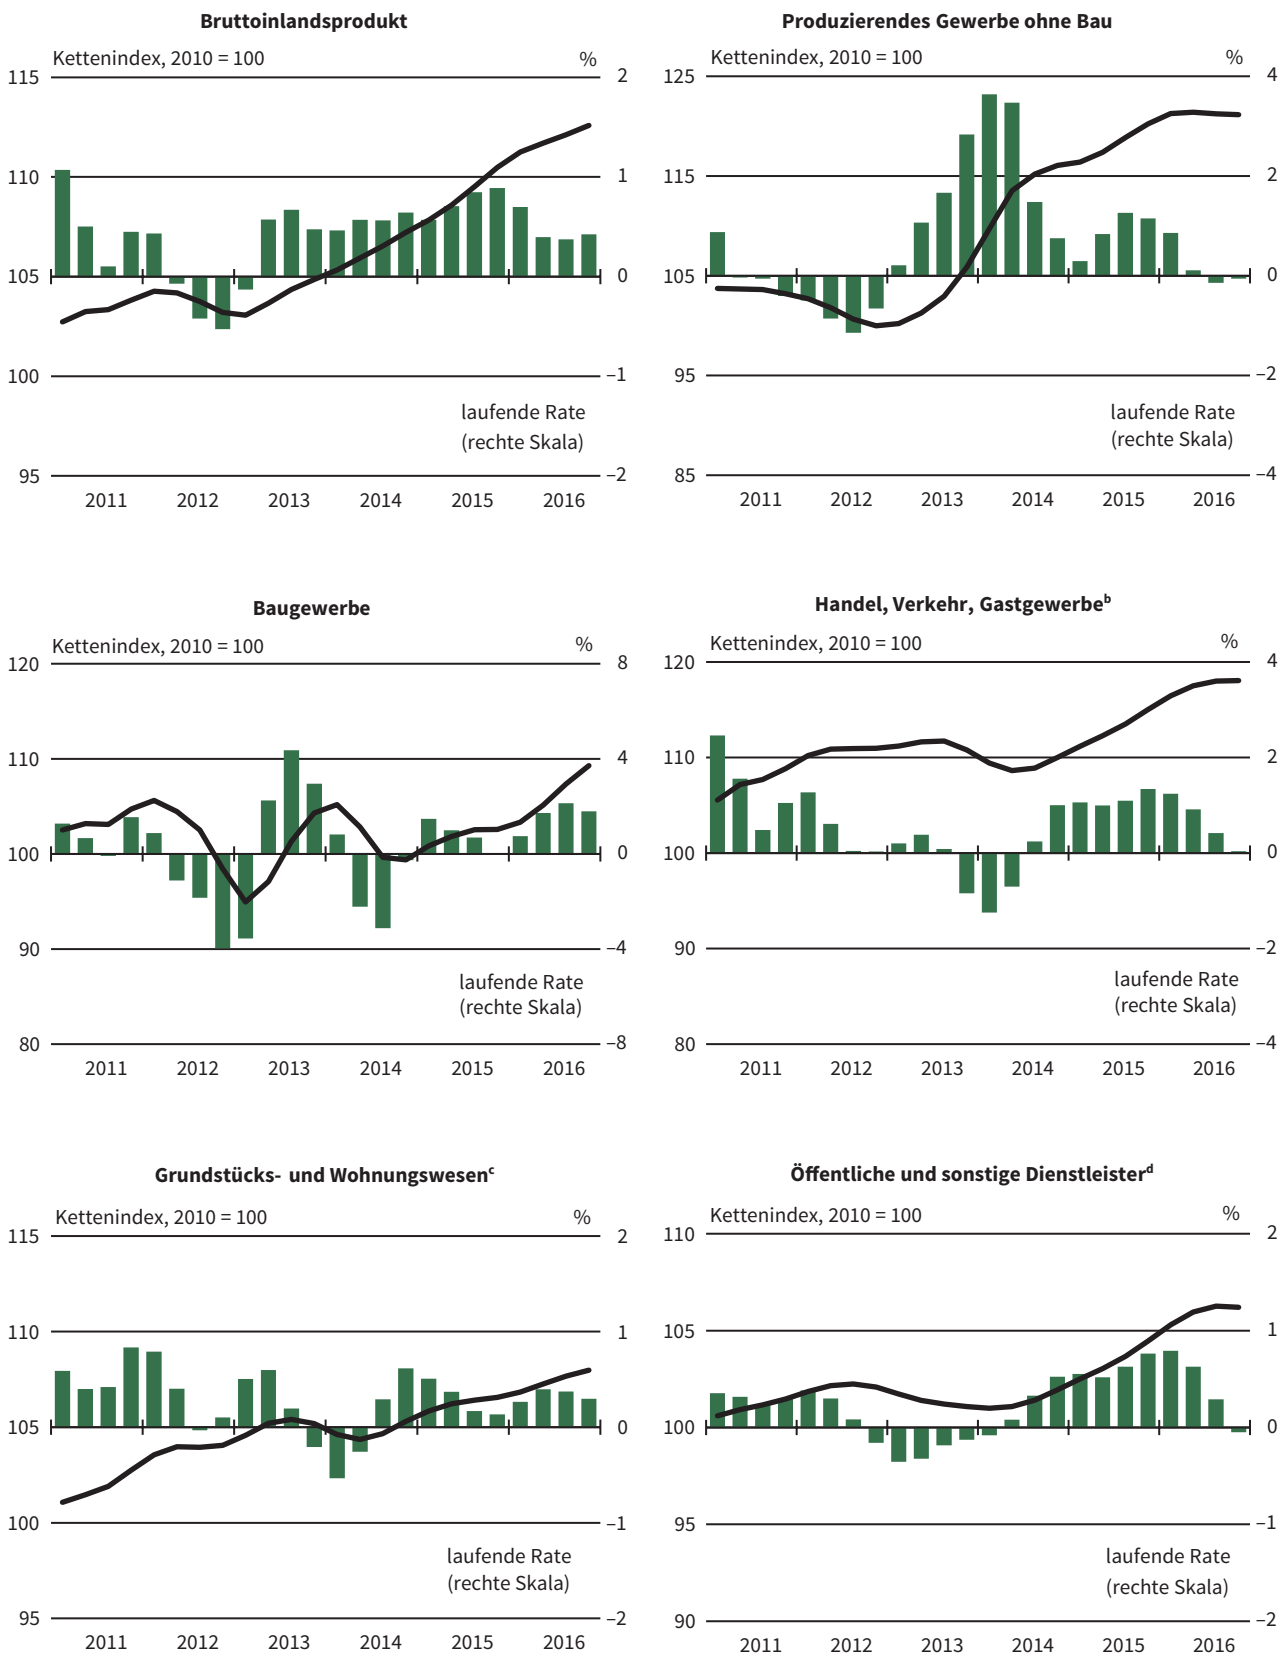 Bruttoinlandsprodukt
Kettenindex, 2010 = 100
%
115
2
110
1
105
0
100
–1
laufende Rate
(rechte Skala)
95
–2
2011 2012 2013 2014 2015 2016
Produzierendes Gewerbe ohne Bau
Kettenindex, 2010 = 100
%
125
4
115
2
105
0
95
–2
laufende Rate
(rechte Skala)
85
–4
2011 2012 2013 2014 2015 2016
Baugewerbe
Kettenindex, 2010 = 100
%
120
8
110
4
100
0
90
–4
laufende Rate
(rechte Skala)
80
–8
2011 2012 2013 2014 2015 2016
Handel, Verkehr, Gastgewerbeᵇ
Kettenindex, 2010 = 100
%
120
4
110
2
100
0
90
–2
laufende Rate
(rechte Skala)
80
–4
2011 2012 2013 2014 2015 2016
Grundstücks- und Wohnungswesenᶜ
Kettenindex, 2010 = 100
%
115
2
110
1
105
0
100
–1
laufende Rate
(rechte Skala)
95
–2
2011 2012 2013 2014 2015 2016
Öffentliche und sonstige Dienstleisterᵈ
Kettenindex, 2010 = 100
%
110
2
105
1
100
0
95
–1
laufende Rate
(rechte Skala)
90
–2
2011 2012 2013 2014 2015 2016